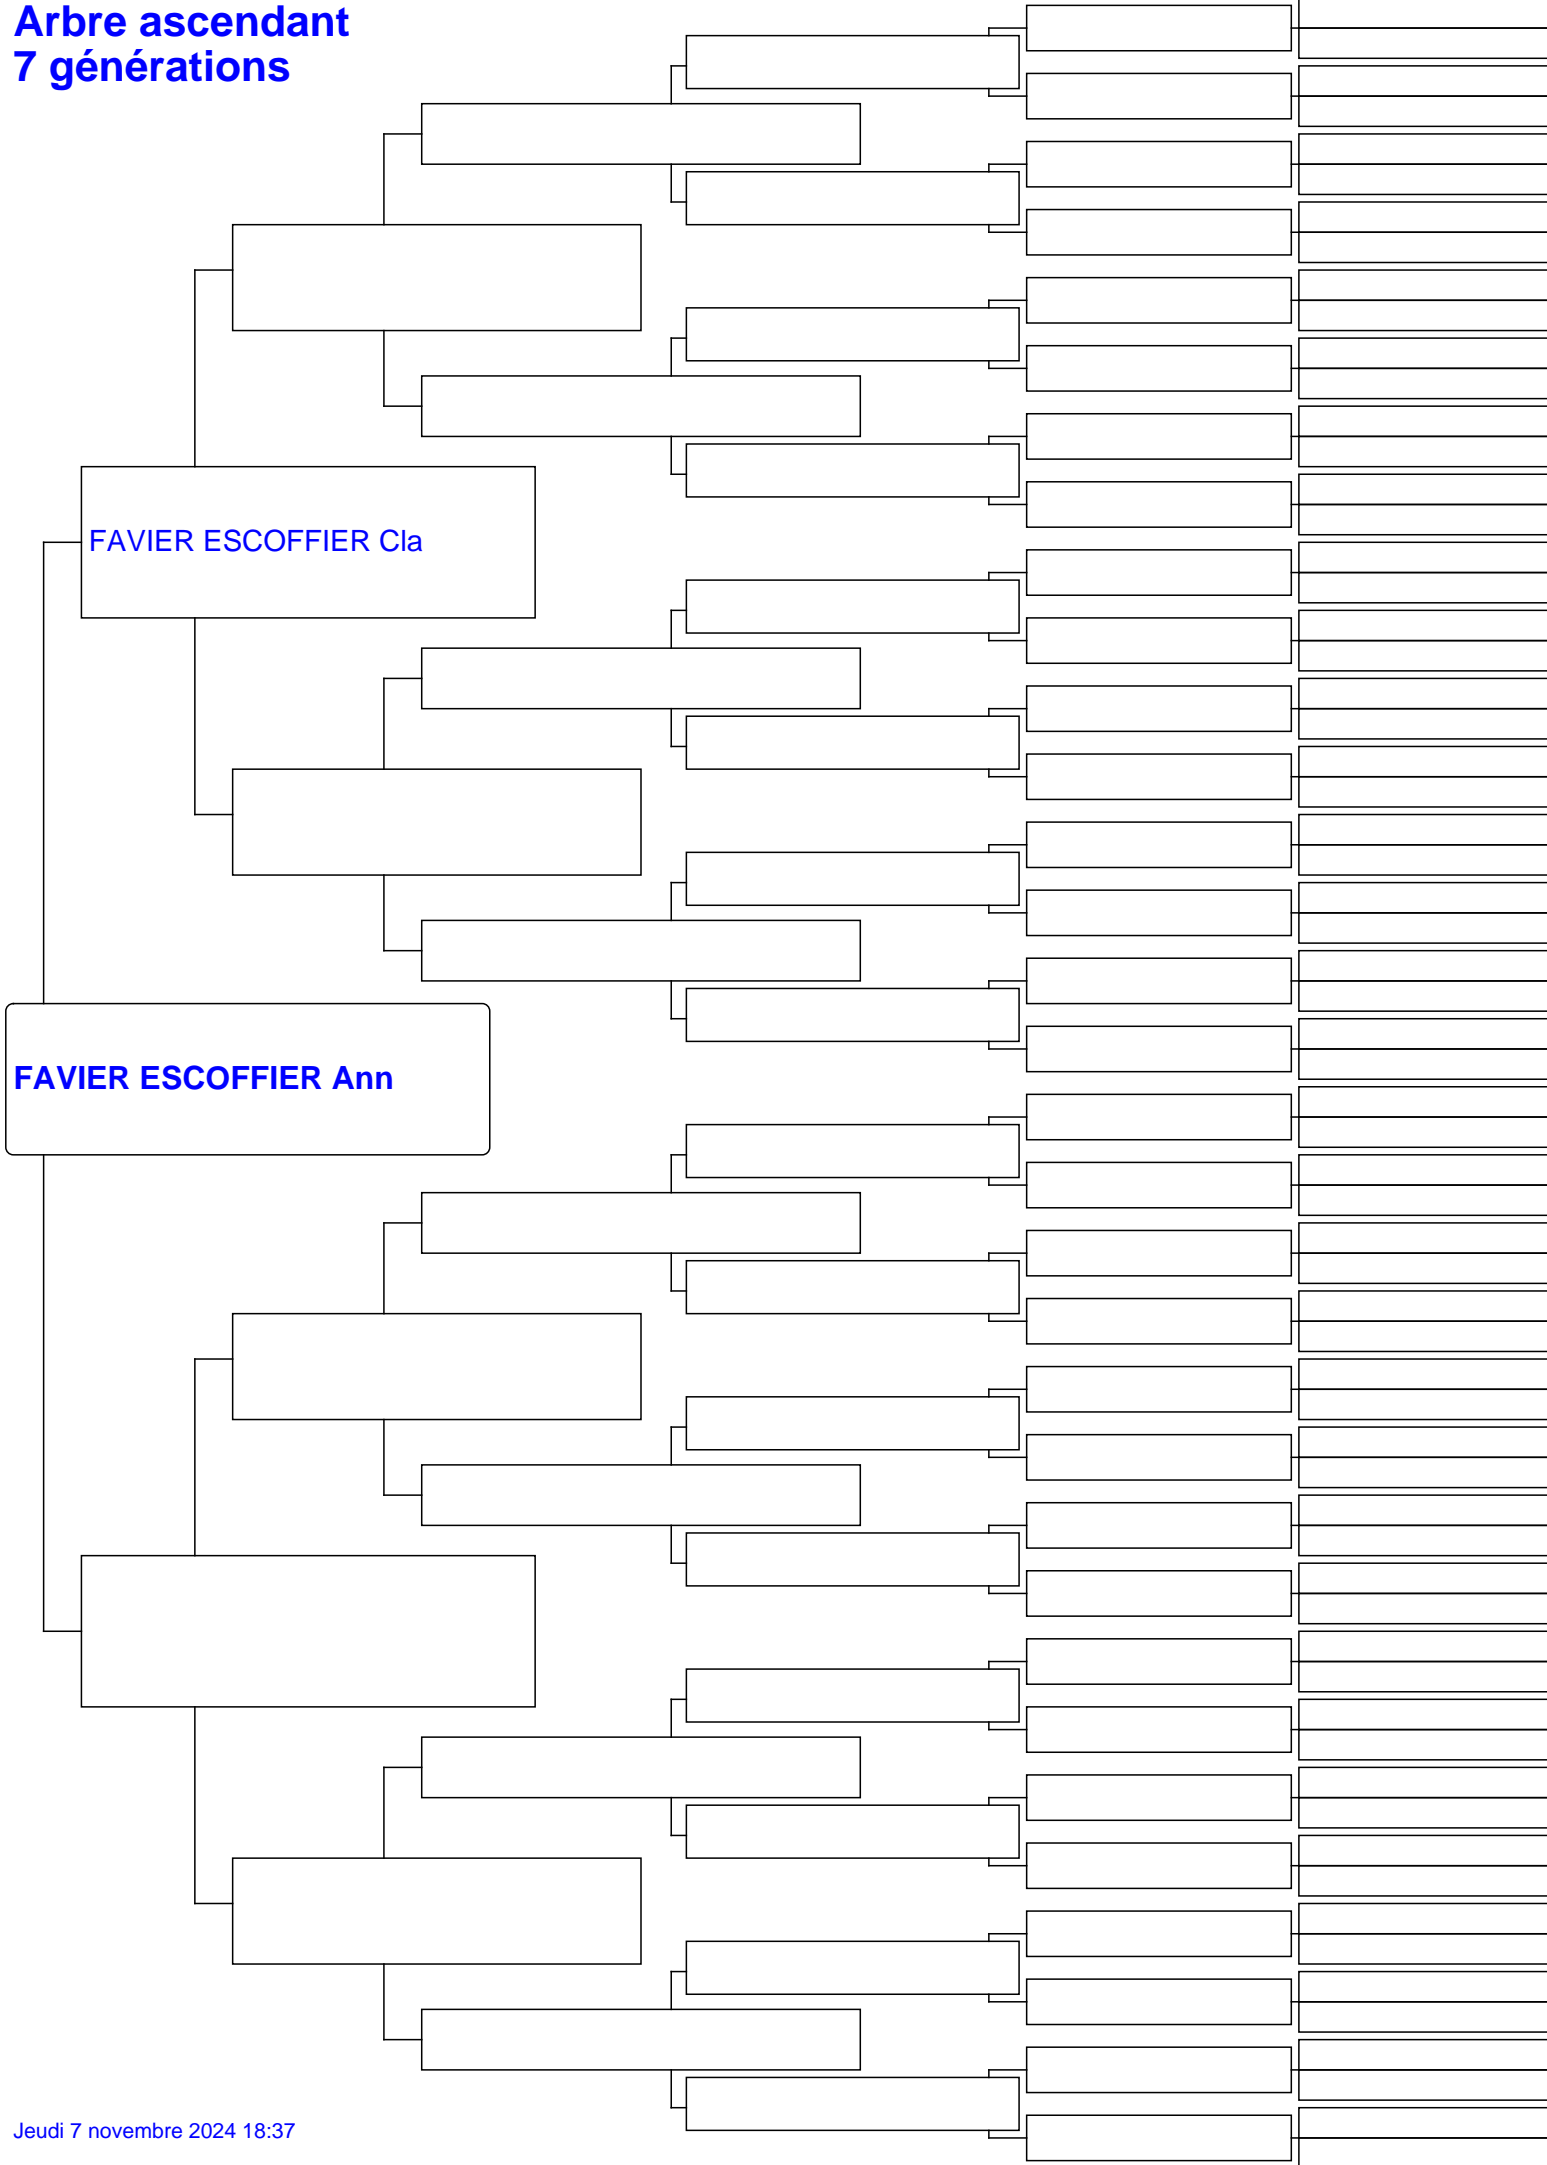 Arbre ascendant
7 générations
FAVIER ESCOFFIER Cla
FAVIER ESCOFFIER Ann
Jeudi 7 novembre 2024 18:37